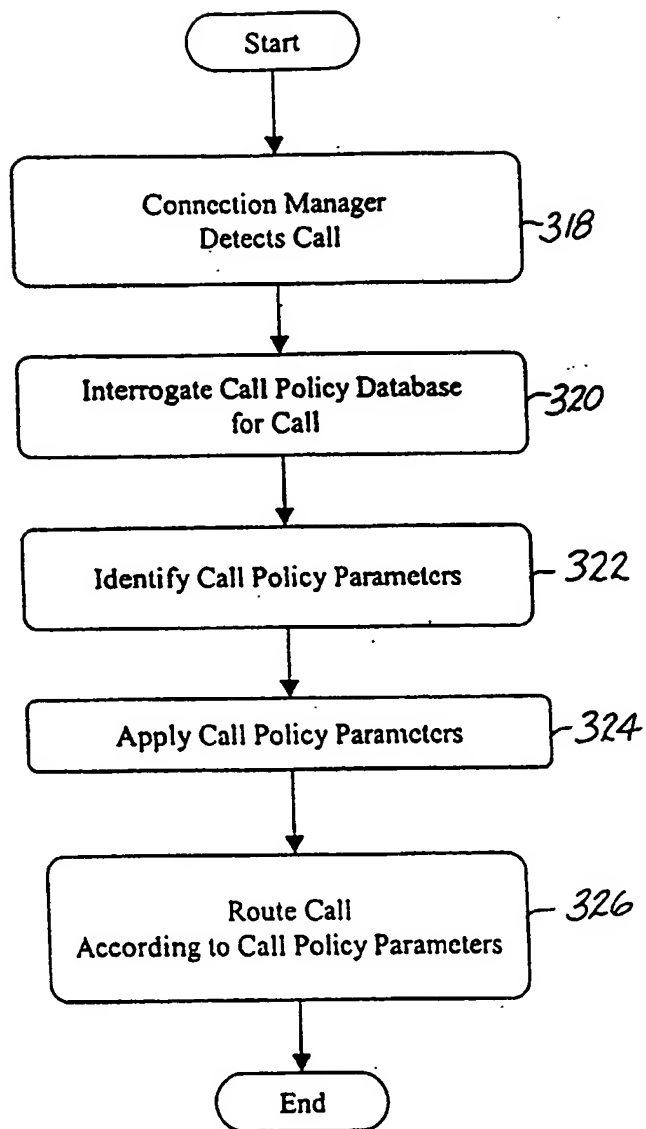 Start
Connection Manager
Detects Call
318
Interrogate Call Policy Database
for Call
320
Identify Call Policy Parameters
322
Apply Call Policy Parameters
324
Route Call
According to Call Policy Parameters
326
End